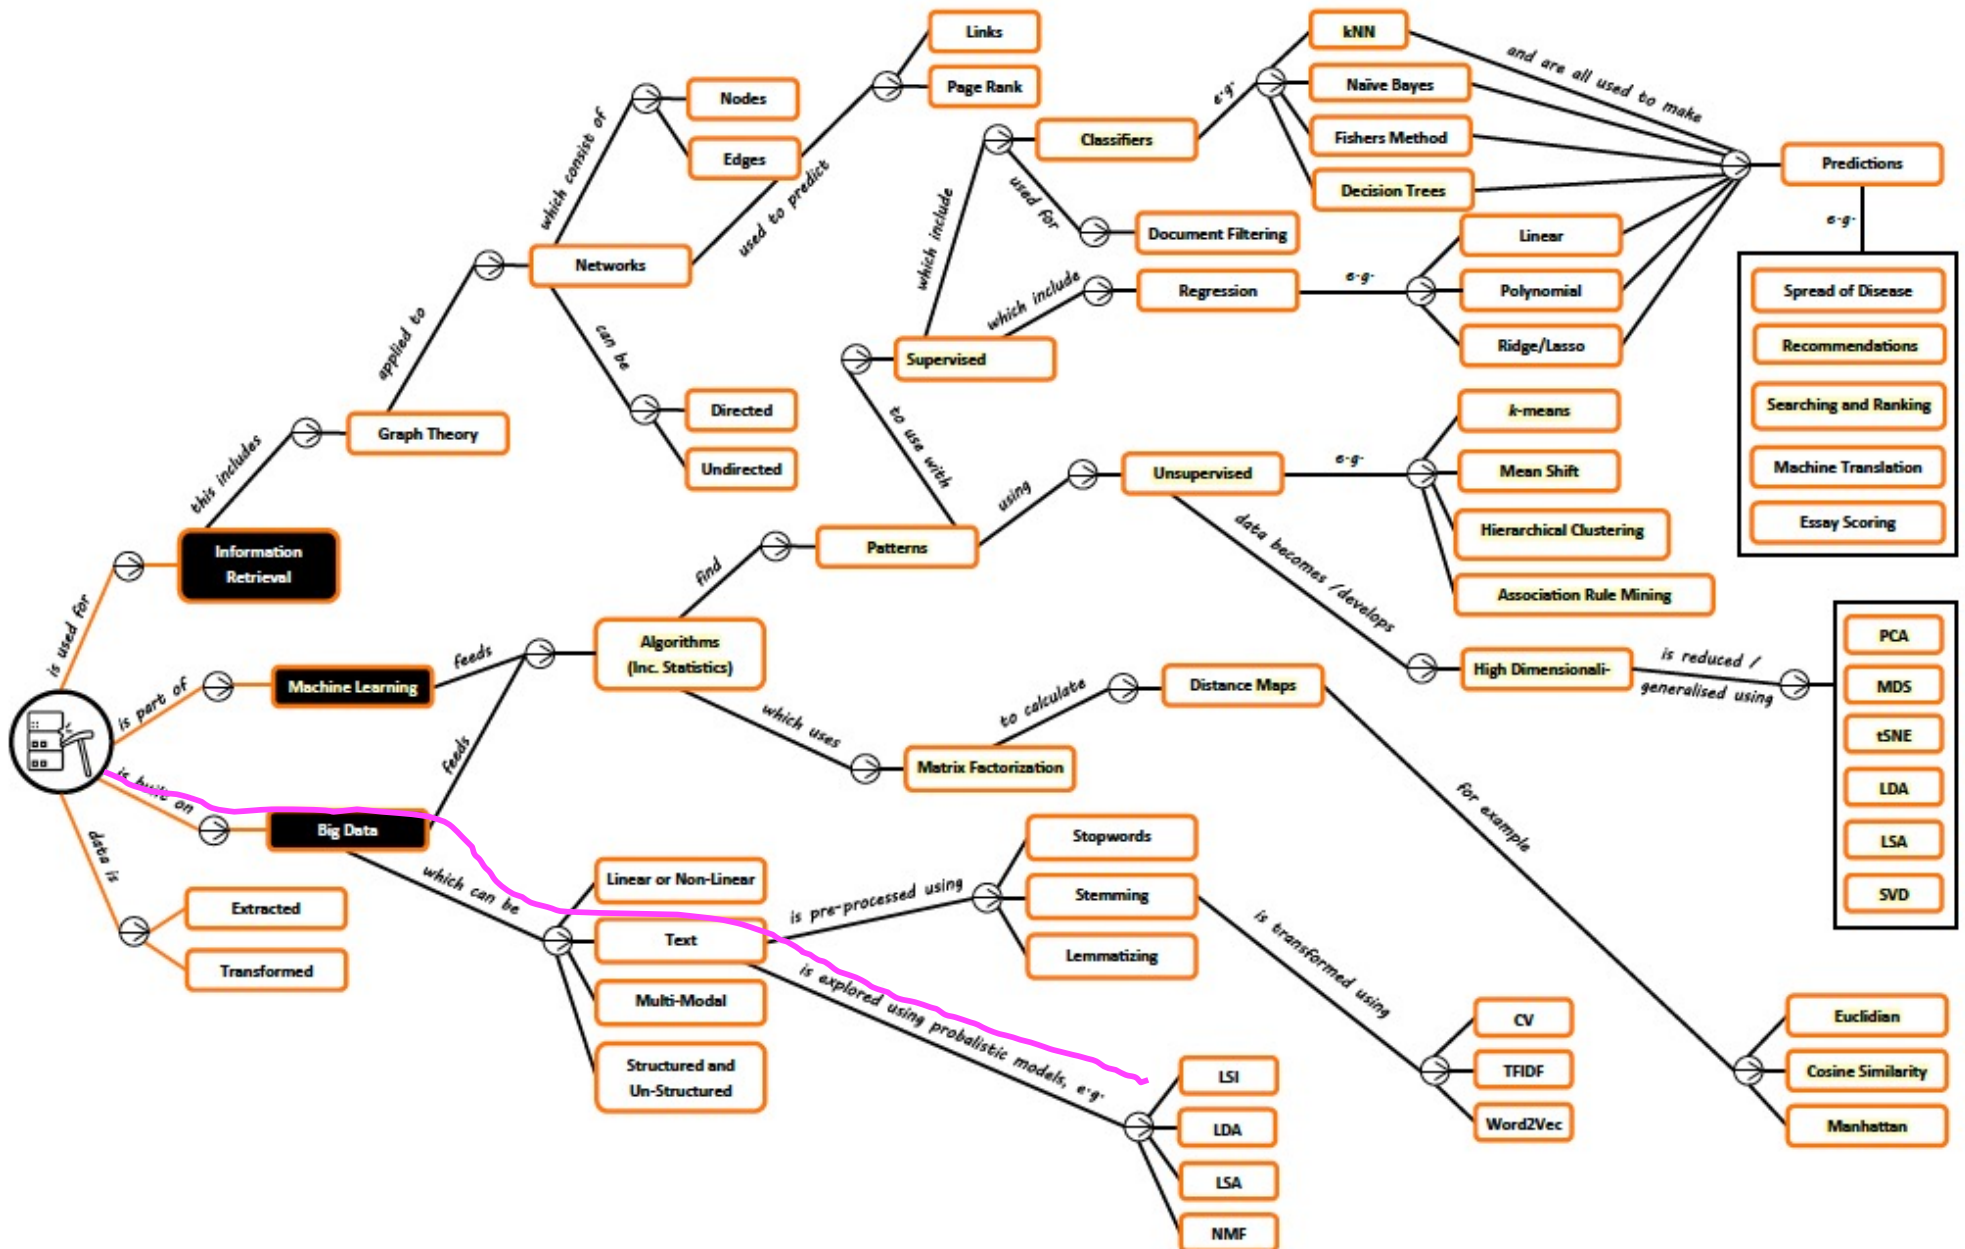 Links
Page Rank
Nodes
Edges
which consist of
used to predict
Networks
applied to
can be
Directed
Undirected
Graph Theory
this includes
Information
Retrieval
is used for
kNN
Naïve Bayes
Fishers Method
Decision Trees
e.g.
and are all used to make
Classifiers
used for
Document Filtering
which include
which include
Regression
e.g.
Linear
Polynomial
Ridge/Lasso
Supervised
Predictions
e.g.
Spread of Disease
Recommendations
Searching and Ranking
Machine Translation
Essay Scoring
to use with
Patterns
using
Unsupervised
e.g.
k-means
Mean Shift
Hierarchical Clustering
Association Rule Mining
data becomes / develops
High Dimensionali-
is reduced /
generalised using
PCA
MDS
tSNE
LDA
LSA
SVD
find
Algorithms
(Inc. Statistics)
feeds
Machine Learning
is part of
feeds
which uses
Matrix Factorization
to calculate
Distance Maps
for example
Euclidian
Cosine Similarity
Manhattan
is built on
Big Data
which can be
Linear or Non-Linear
Text
Multi-Modal
Structured and
Un-Structured
is pre-processed using
Stopwords
Stemming
Lemmatizing
is transformed using
CV
TFIDF
Word2Vec
is explored using probalistic models, e.g.
LSI
LDA
LSA
NMF
data is
Extracted
Transformed